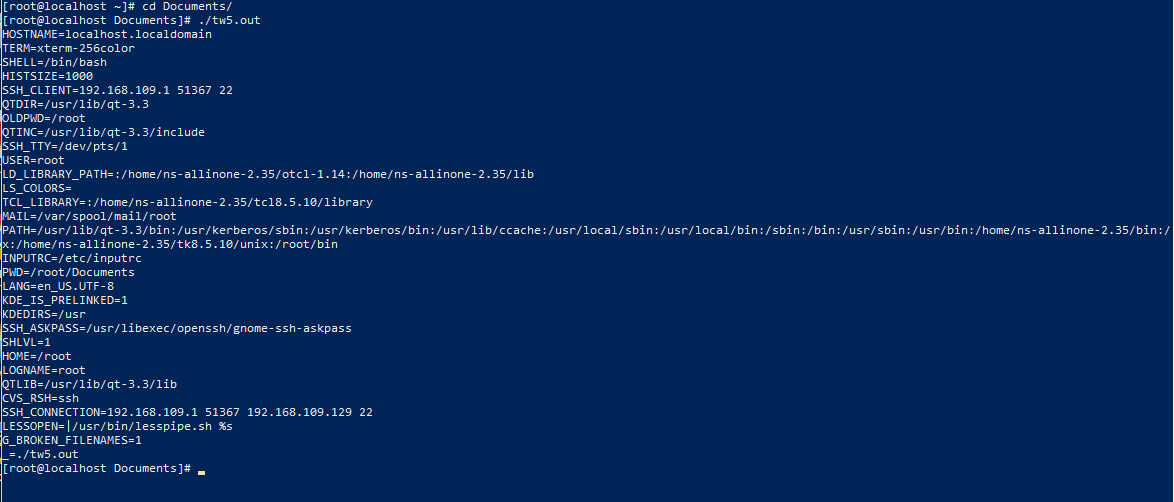 [root@localhost ~]# cd Documents/
[root@localhost Documents]# ./tw5.out
HOSTNAME=localhost.localdomain
TERM=xterm-256color
SHELL=/bin/bash
HISTSIZE=1000
SSH_CLIENT=192.168.109.1 51367 22
QTDIR=/usr/lib/qt-3.3
OLDPWD=/root
QTINC=/usr/lib/qt-3.3/include
SSH_TTY=/dev/pts/1
USER=root
LD_LIBRARY_PATH=:/home/ns-allinone-2.35/otcl-1.14:/home/ns-allinone-2.35/lib
LS_COLORS=
TCL_LIBRARY=:/home/ns-allinone-2.35/tcl8.5.10/library
MAIL=/var/spool/mail/root
PATH=/usr/lib/qt-3.3/bin:/usr/kerberos/sbin:/usr/kerberos/bin:/usr/lib/ccache:/usr/local/sbin:/usr/local/bin:/sbin:/bin:/usr/sbin:/usr/bin:/home/ns-allinone-2.35/bin:/
x:/home/ns-allinone-2.35/tk8.5.10/unix:/root/bin
INPUTRC=/etc/inputrc
PWD=/root/Documents
LANG=en_US.UTF-8
KDE_IS_PRELINKED=1
KDEDIRS=/usr
SSH_ASKPASS=/usr/libexec/openssh/gnome-ssh-askpass
SHLVL=1
HOME=/root
LOGNAME=root
QTLIB=/usr/lib/qt-3.3/lib
CVS_RSH=ssh
SSH_CONNECTION=192.168.109.1 51367 192.168.109.129 22
LESSOPEN=|/usr/bin/lesspipe.sh %s
G_BROKEN_FILENAMES=1
_=./tw5.out
[root@localhost Documents]#